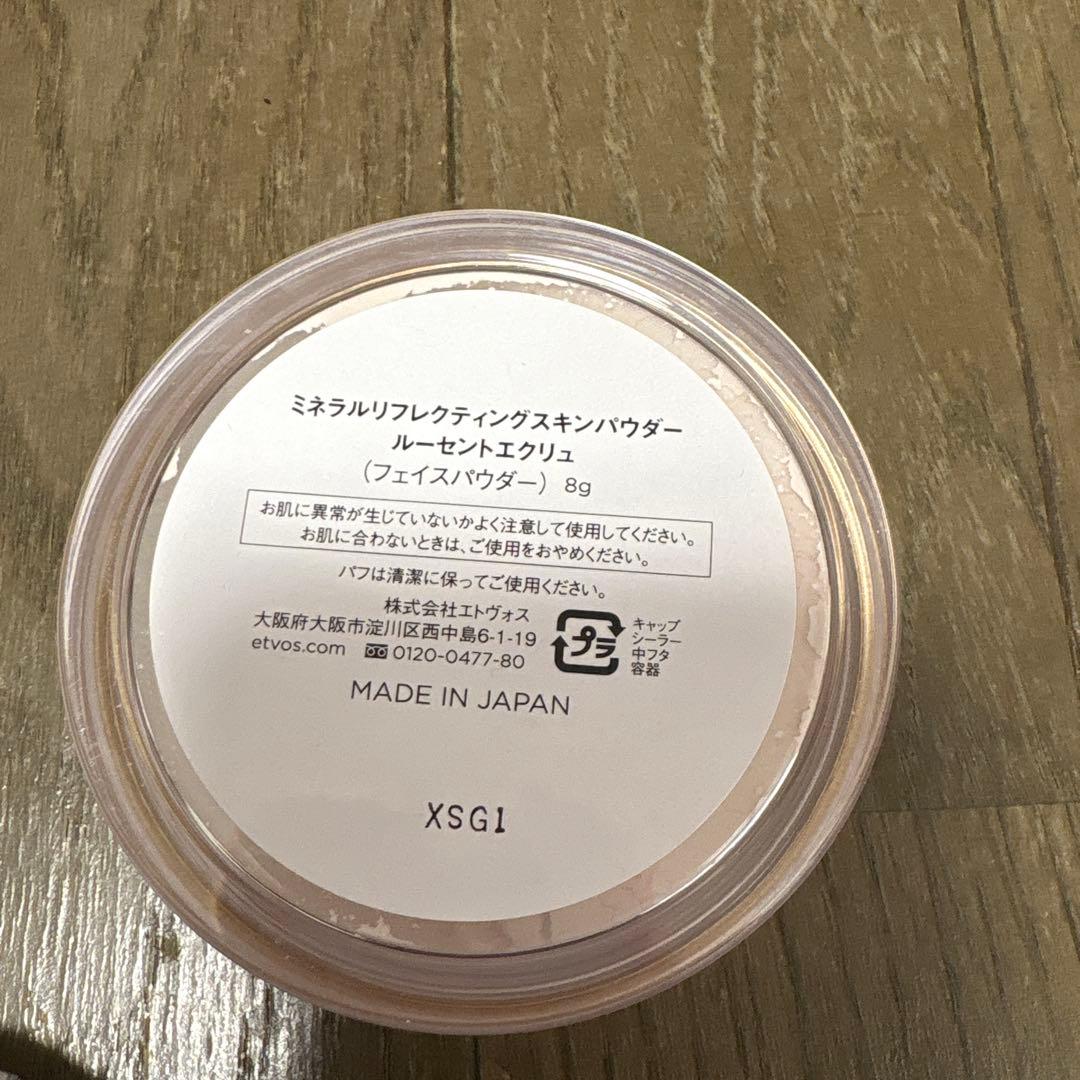 ミネラルリフレクティングスキンパウダー
ルーセントエクリュ
（フェイスパウダー） 8g
お肌に異常が生じていないかよく注意して使用してください。
お肌に合わないときは、ご使用をおやめください。
パフは清潔に保ってご使用ください。
株式会社エトヴォス
大阪府大阪市淀川区西中島6-1-19
etvos.com 0120-0477-80
プラ
キャップ
シーラー
中フタ
容器
MADE IN JAPAN
XSG1